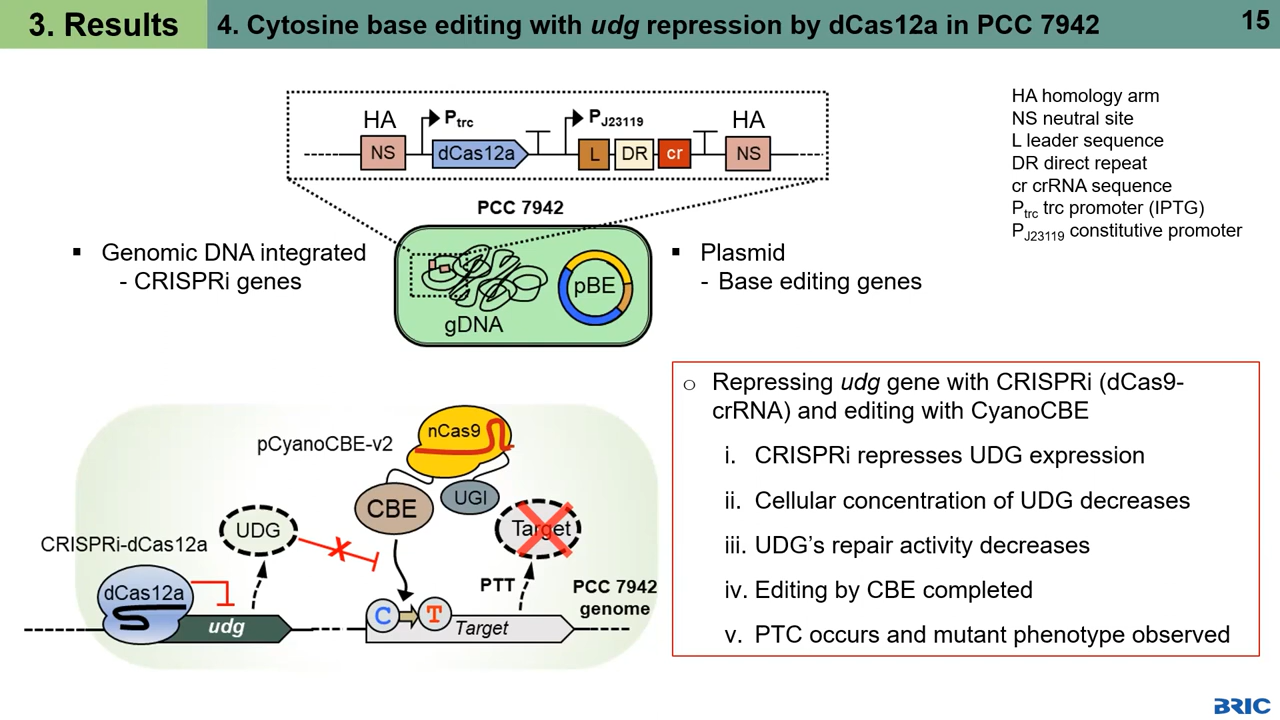 3. Results
4. Cytosine base editing with udg repression by dCas12a in PCC 7942
15
HA
Ptrc
PJ23119
HA
NS
dCas12a
L
DR
cr
NS
HA homology arm
NS neutral site
L leader sequence
DR direct repeat
cr crRNA sequence
Ptrc trc promoter (IPTG)
PJ23119 constitutive promoter
PCC 7942
▪ Genomic DNA integrated
- CRISPRi genes
gDNA
pBE
▪ Plasmid
- Base editing genes
pCyanoCBE-v2
nCas9
CBE
UGI
UDG
Target
CRISPRi-dCas12a
dCas12a
udg
PTT
PCC 7942
genome
C
T
Target
○ Repressing udg gene with CRISPRi (dCas9-
crRNA) and editing with CyanoCBE
i. CRISPRi represses UDG expression
ii. Cellular concentration of UDG decreases
iii. UDG’s repair activity decreases
iv. Editing by CBE completed
v. PTC occurs and mutant phenotype observed
BRIC